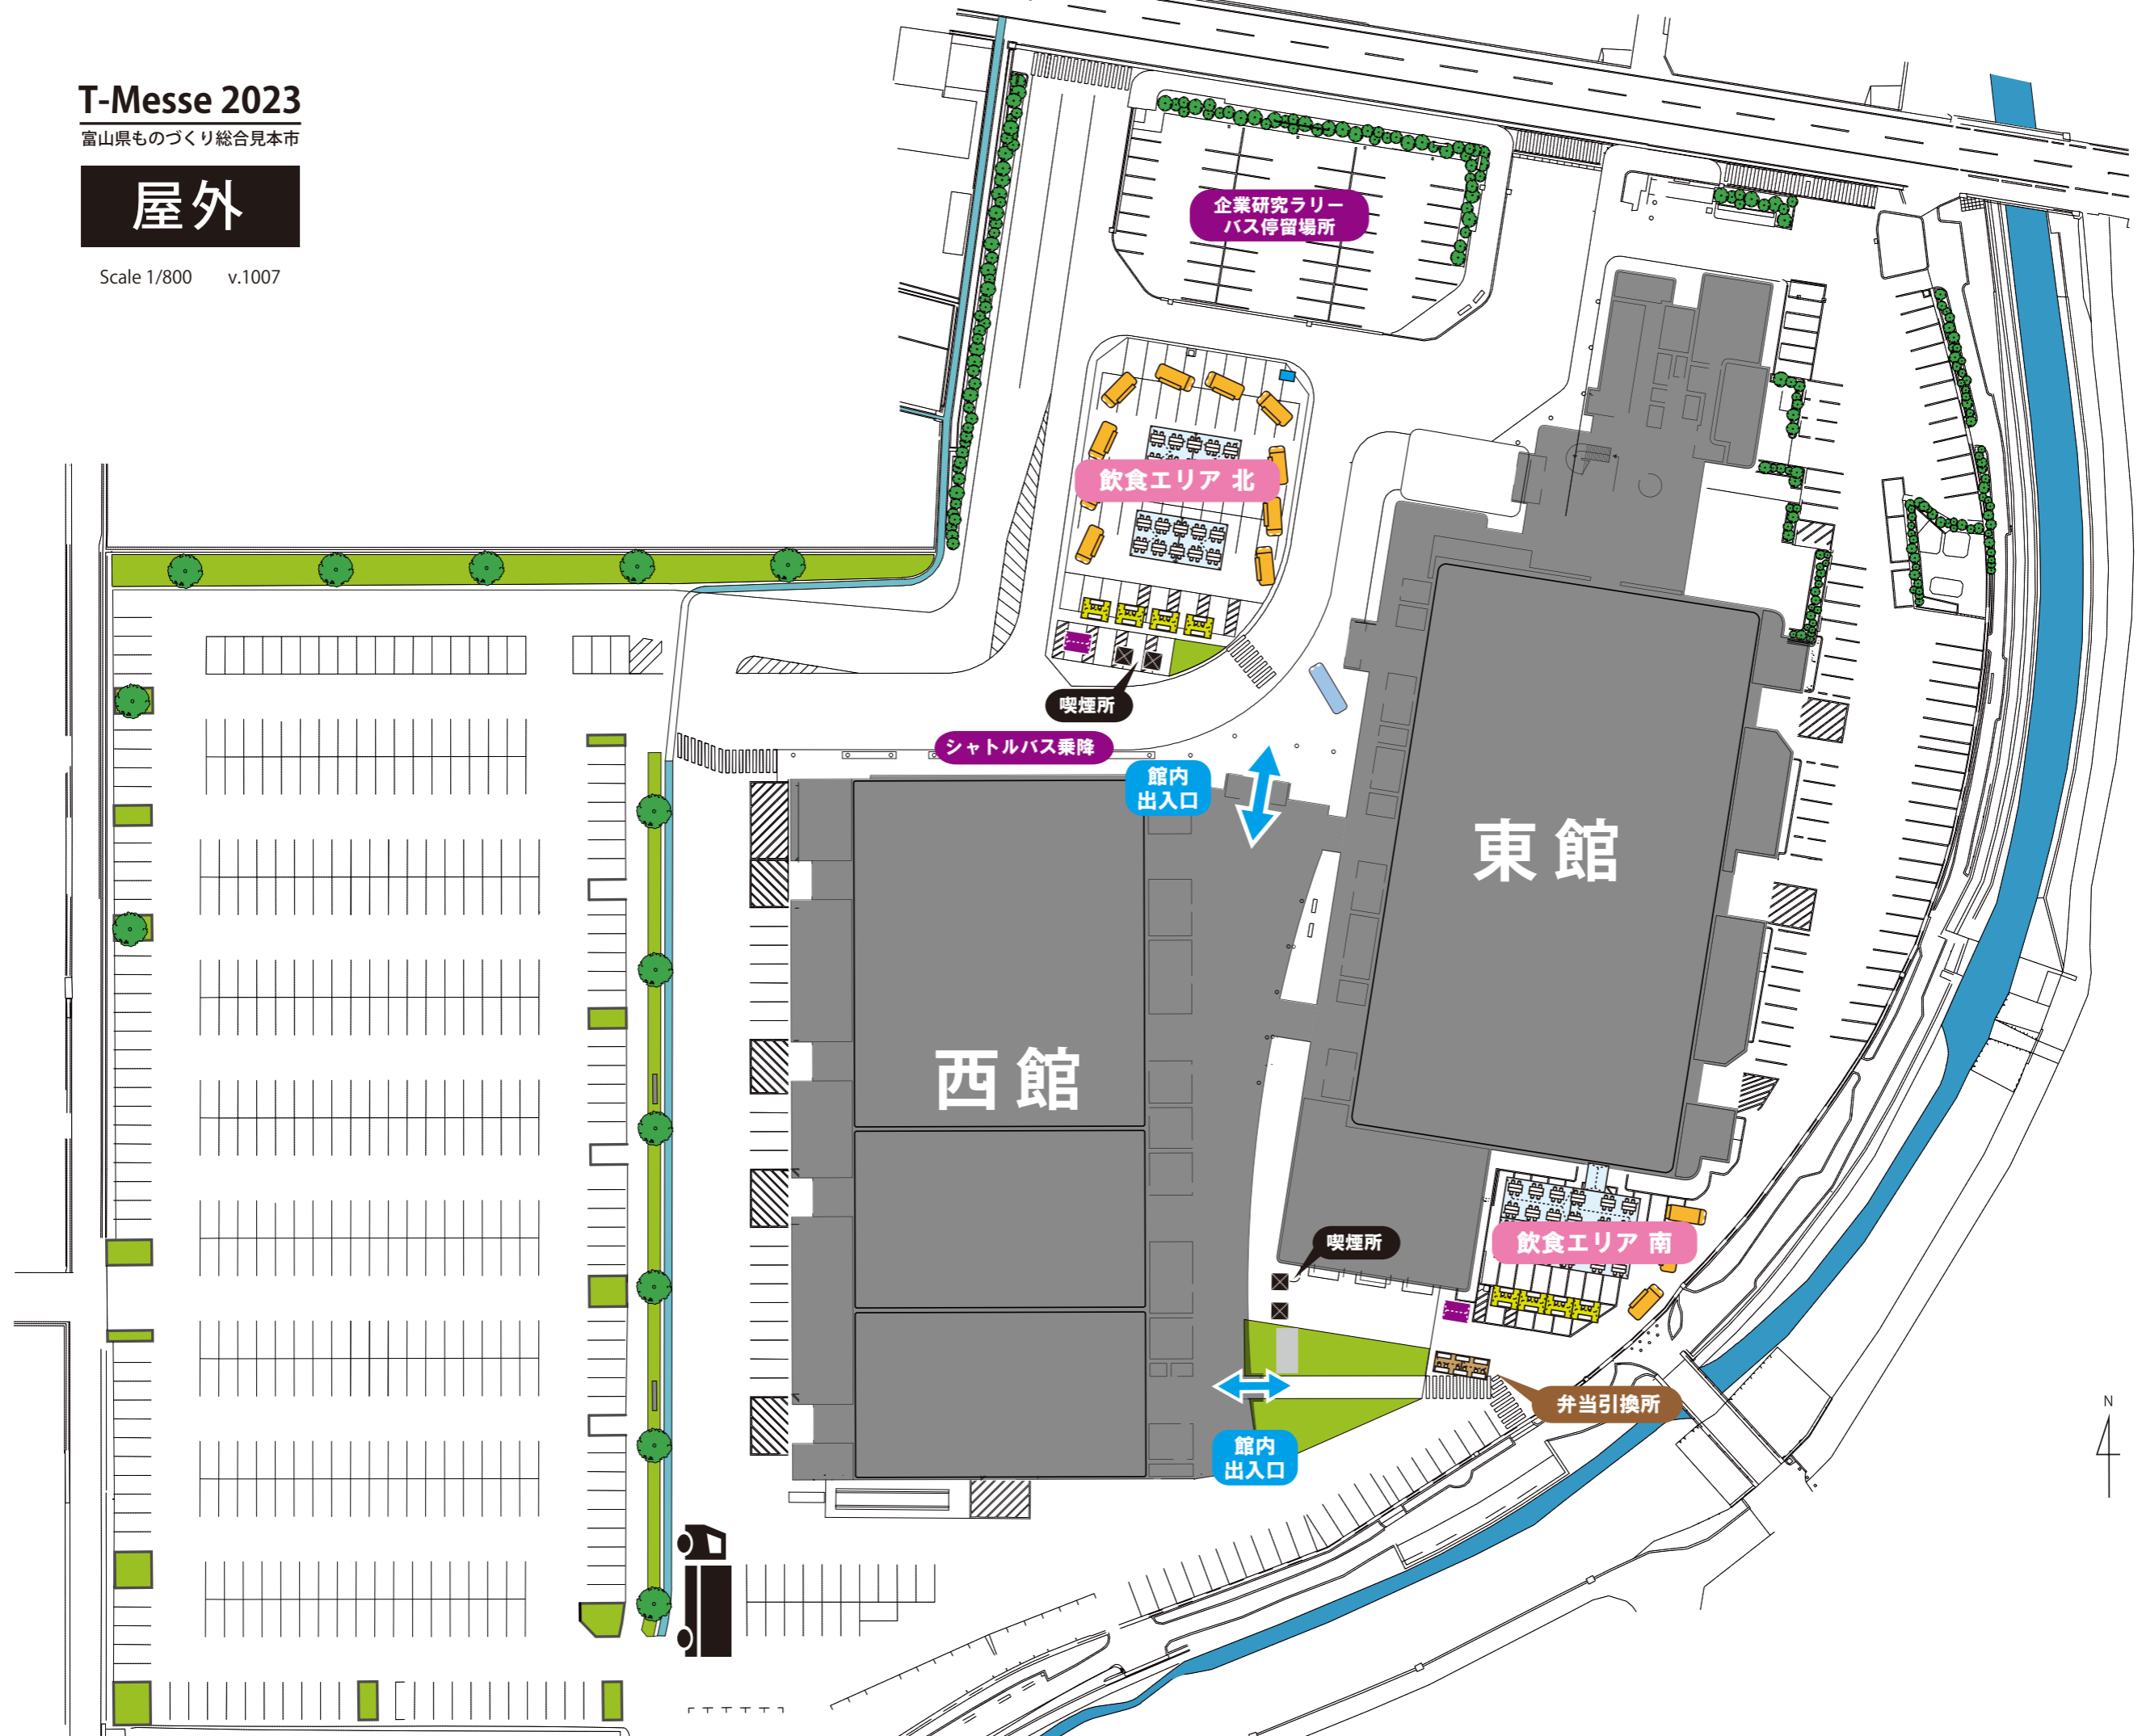 T-Messe 2023
富山県ものづくり総合見本市
屋外
Scale 1/800 v.1007
企業研究ラリー
バス停留場所
飲食エリア 北
喫煙所
シャトルバス乗降
館内
出入口
東館
西館
喫煙所
飲食エリア 南
弁当引換所
館内
出入口
N